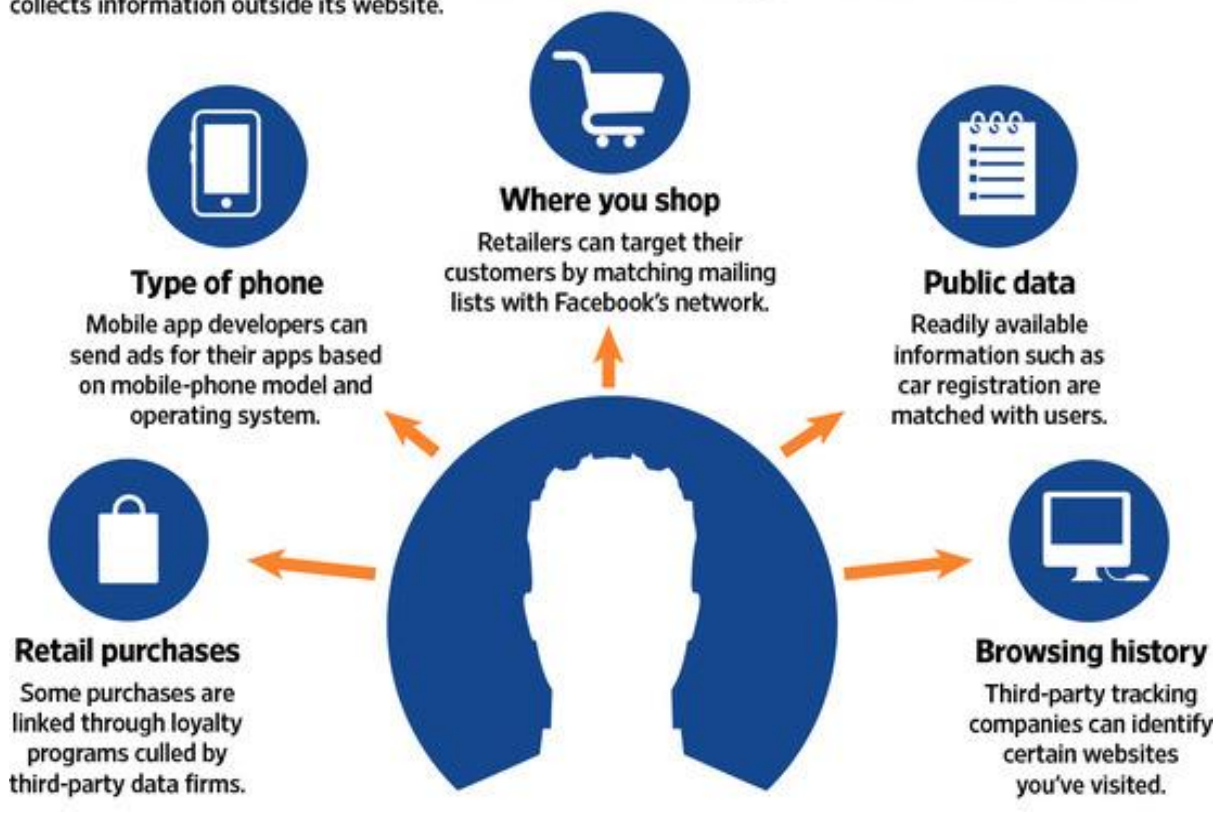 collects information outside its website.
Where you shop
Retailers can target their
customers by matching mailing
lists with Facebook's network.
Type of phone
Mobile app developers can
send ads for their apps based
on mobile-phone model and
operating system.
Public data
Readily available
information such as
car registration are
matched with users.
Retail purchases
Some purchases are
linked through loyalty
programs culled by
third-party data firms.
Browsing history
Third-party tracking
companies can identify
certain websites
you've visited.